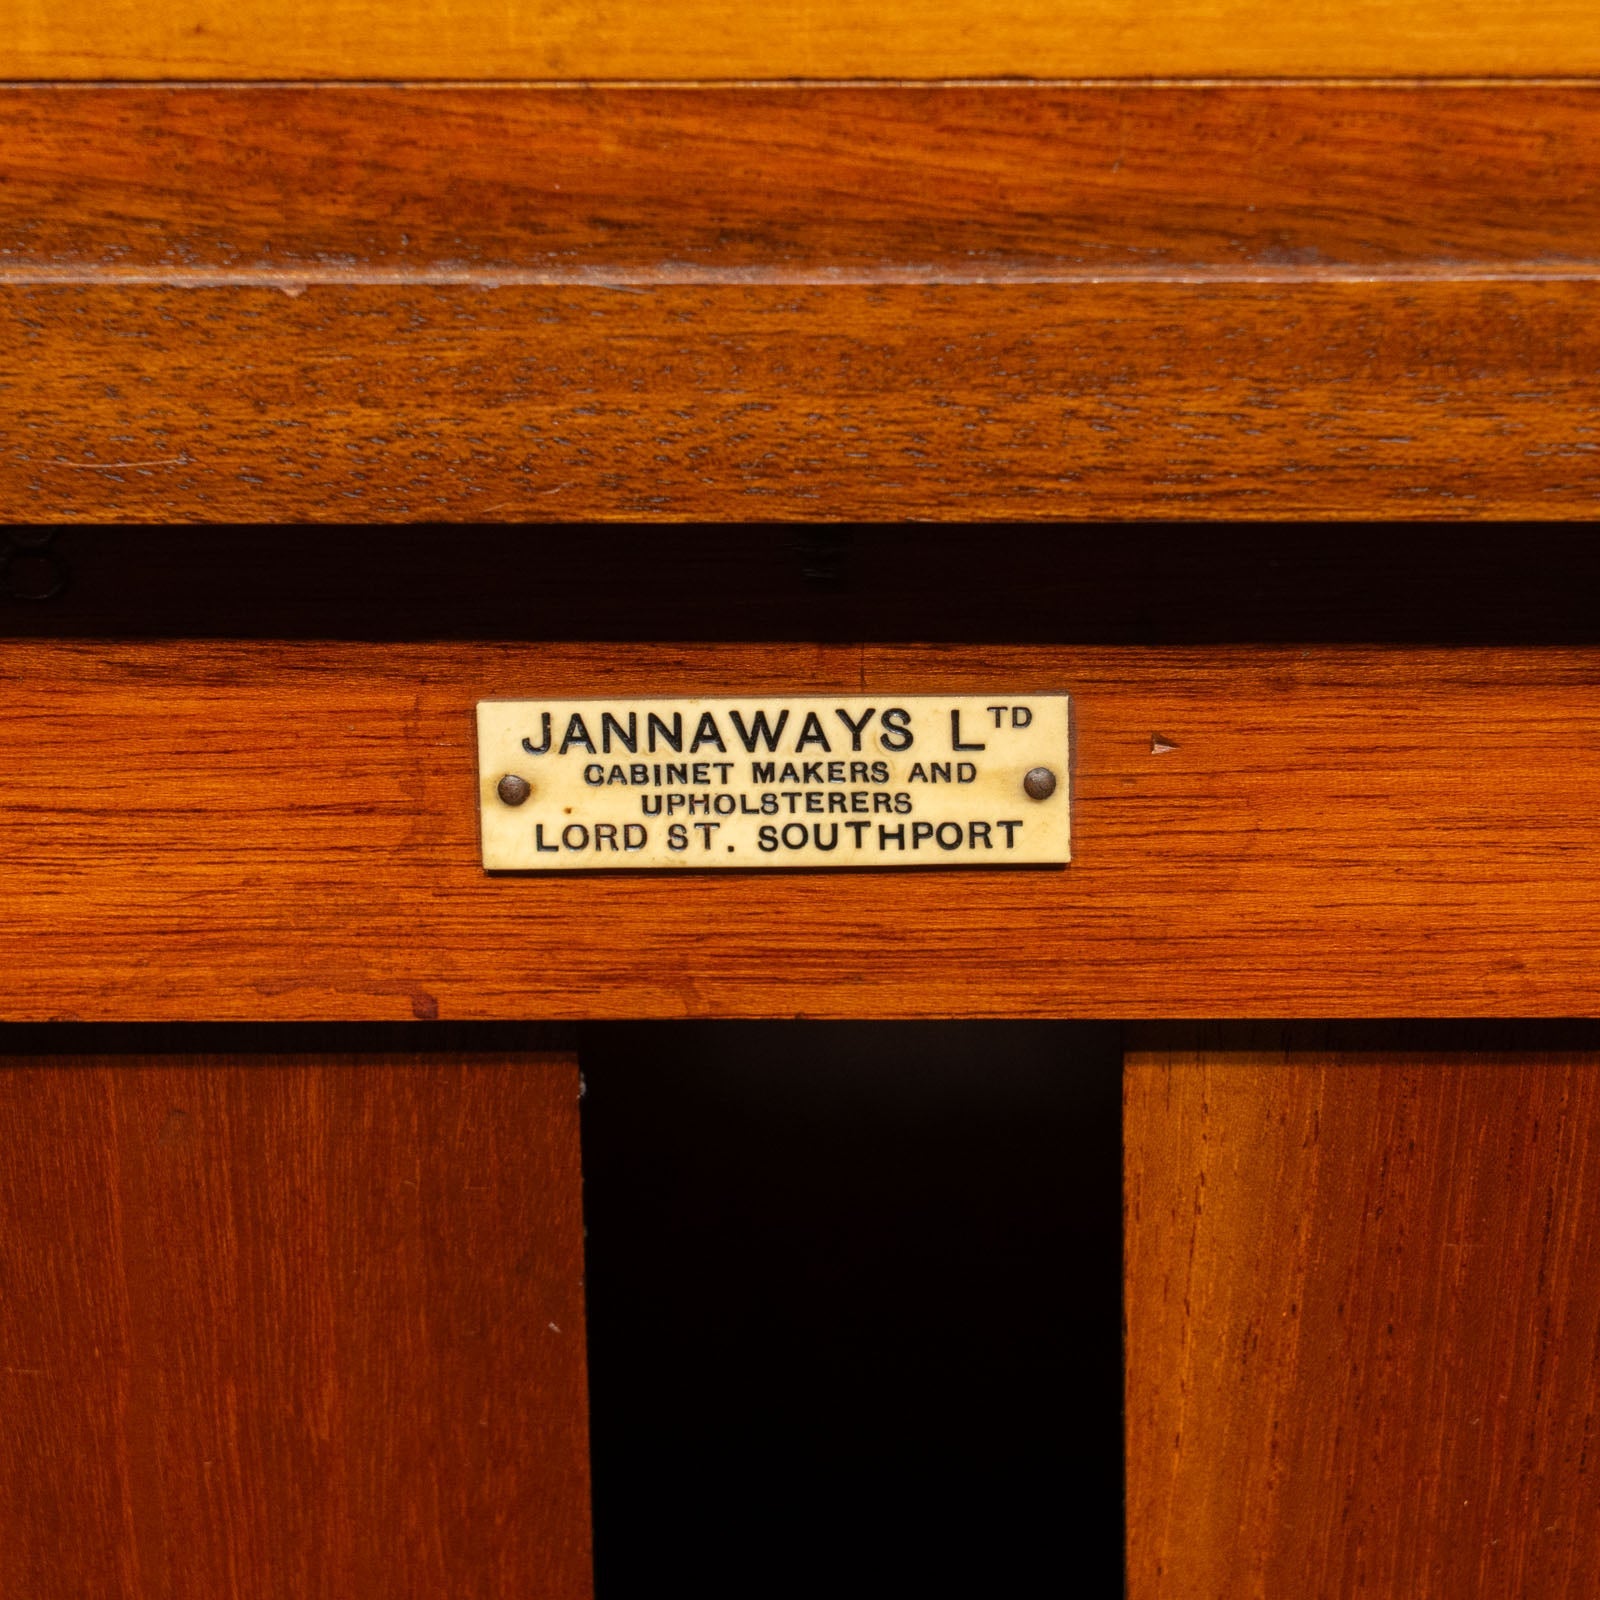 JANNAWAYS LTD
CABINET MAKERS AND
UPHOLSTERERS
LORD ST. SOUTHPORT